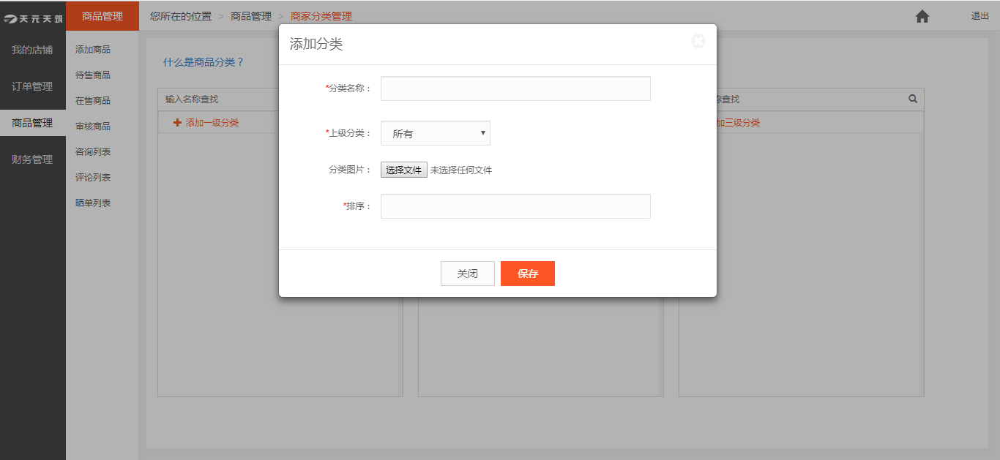 天元天筑
商品管理
您所在的位置 > 商品管理 > 商家分类管理
退出
我的店铺
订单管理
商品管理
财务管理
添加商品
待售商品
在售商品
审核商品
咨询列表
评论列表
晒单列表
什么是商品分类？
输入名称查找
添加一级分类
称查找
加三级分类
添加分类
*分类名称：
*上级分类： 所有
分类图片： 选择文件 未选择任何文件
*排序：
关闭 保存